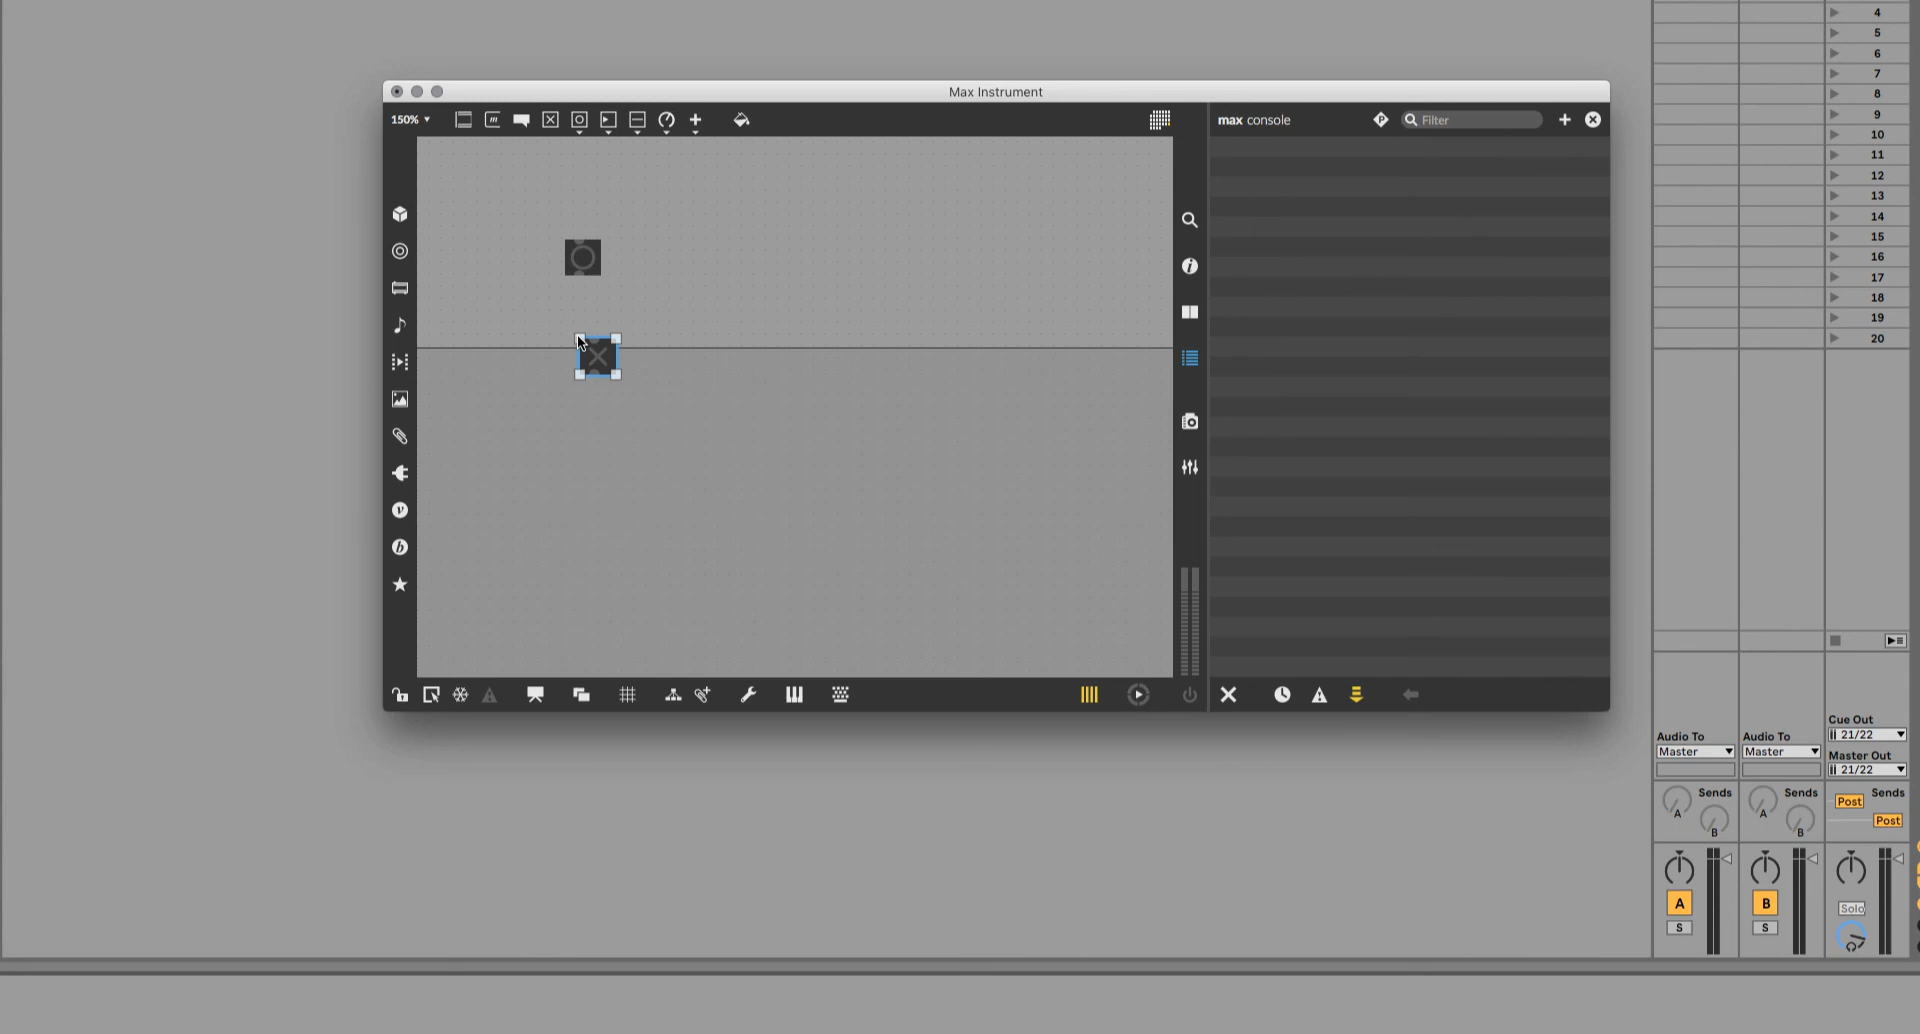 Max Instrument
150%
m
max console
P
Filter
i
v
b
4
5
6
7
8
9
10
11
12
13
14
15
16
17
18
19
20
Audio To
Master
Audio To
Master
Cue Out
21/22
Master Out
21/22
Sends
A
B
Sends
A
B
Sends
Post
Post
A
S
B
S
Solo